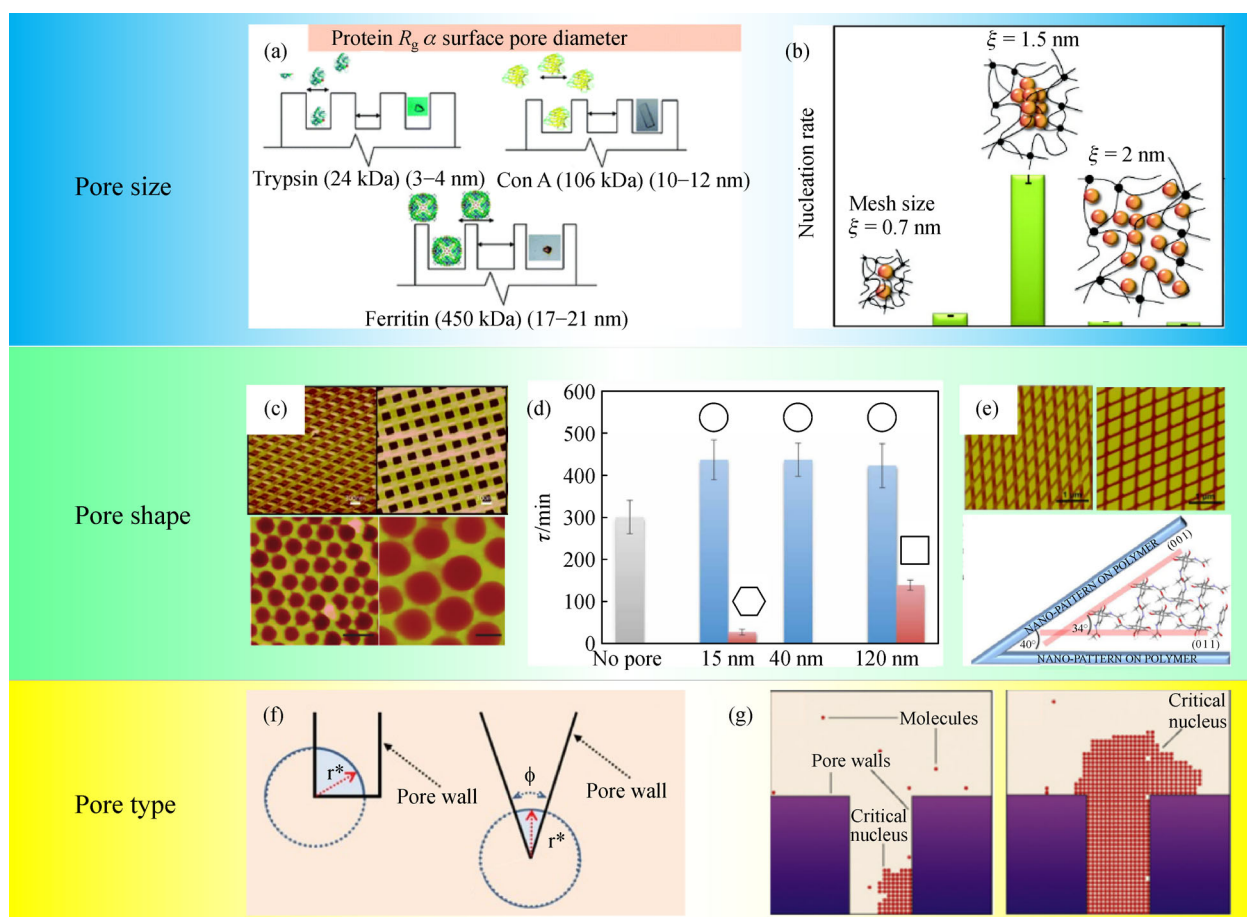 Pore size
(a)
Protein Rg α surface pore diameter
Trypsin (24 kDa) (3–4 nm)
Con A (106 kDa) (10–12 nm)
Ferritin (450 kDa) (17–21 nm)
(b)
Nucleation rate
Mesh size
ξ = 0.7 nm
ξ = 1.5 nm
ξ = 2 nm
Pore shape
(c)
(d)
τ/min
600
500
400
300
200
100
0
No pore
15 nm
40 nm
120 nm
(e)
1 μm
NANO-PATTERN ON POLYMER
(001)
40°
34°
(011)
NANO-PATTERN ON POLYMER
Pore type
(f)
r*
Pore wall
ϕ
Pore wall
r*
(g)
Molecules
Pore walls
Critical
nucleus
Critical
nucleus